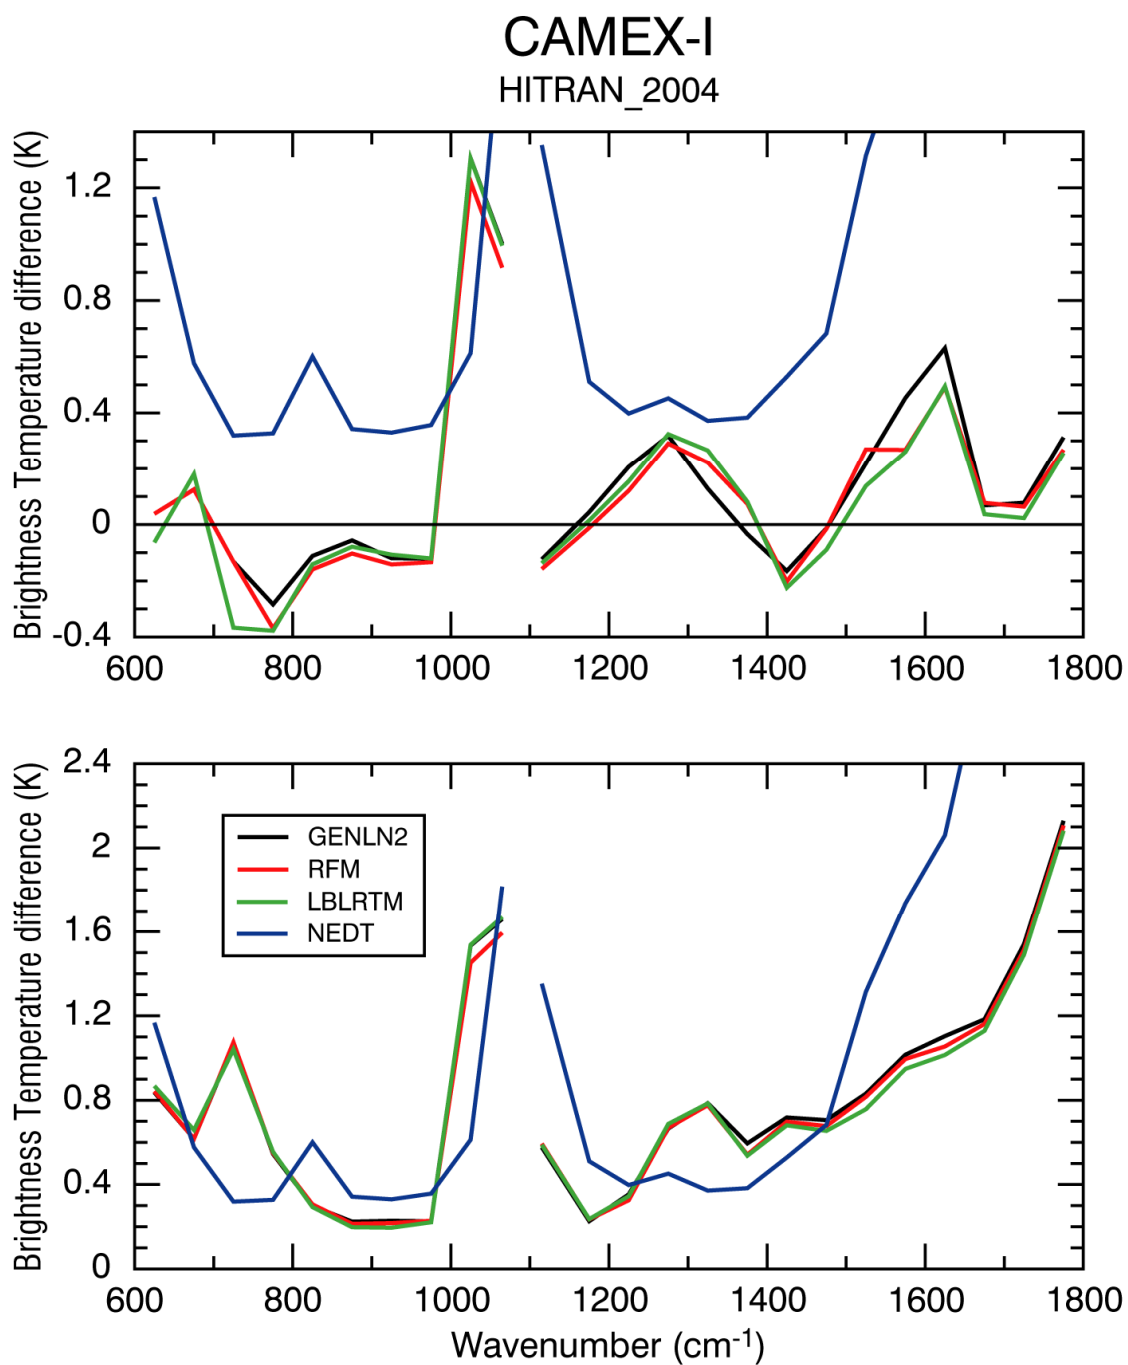 CAMEX-I
HITRAN_2004
Brightness Temperature difference (K)
1.2
0.8
0.4
0
-0.4
600 800 1000 1200 1400 1600 1800
Brightness Temperature difference (K)
2.4
2
1.6
1.2
0.8
0.4
0
GENLN2
RFM
LBLRTM
NEDT
600 800 1000 1200 1400 1600 1800
Wavenumber (cm⁻¹)